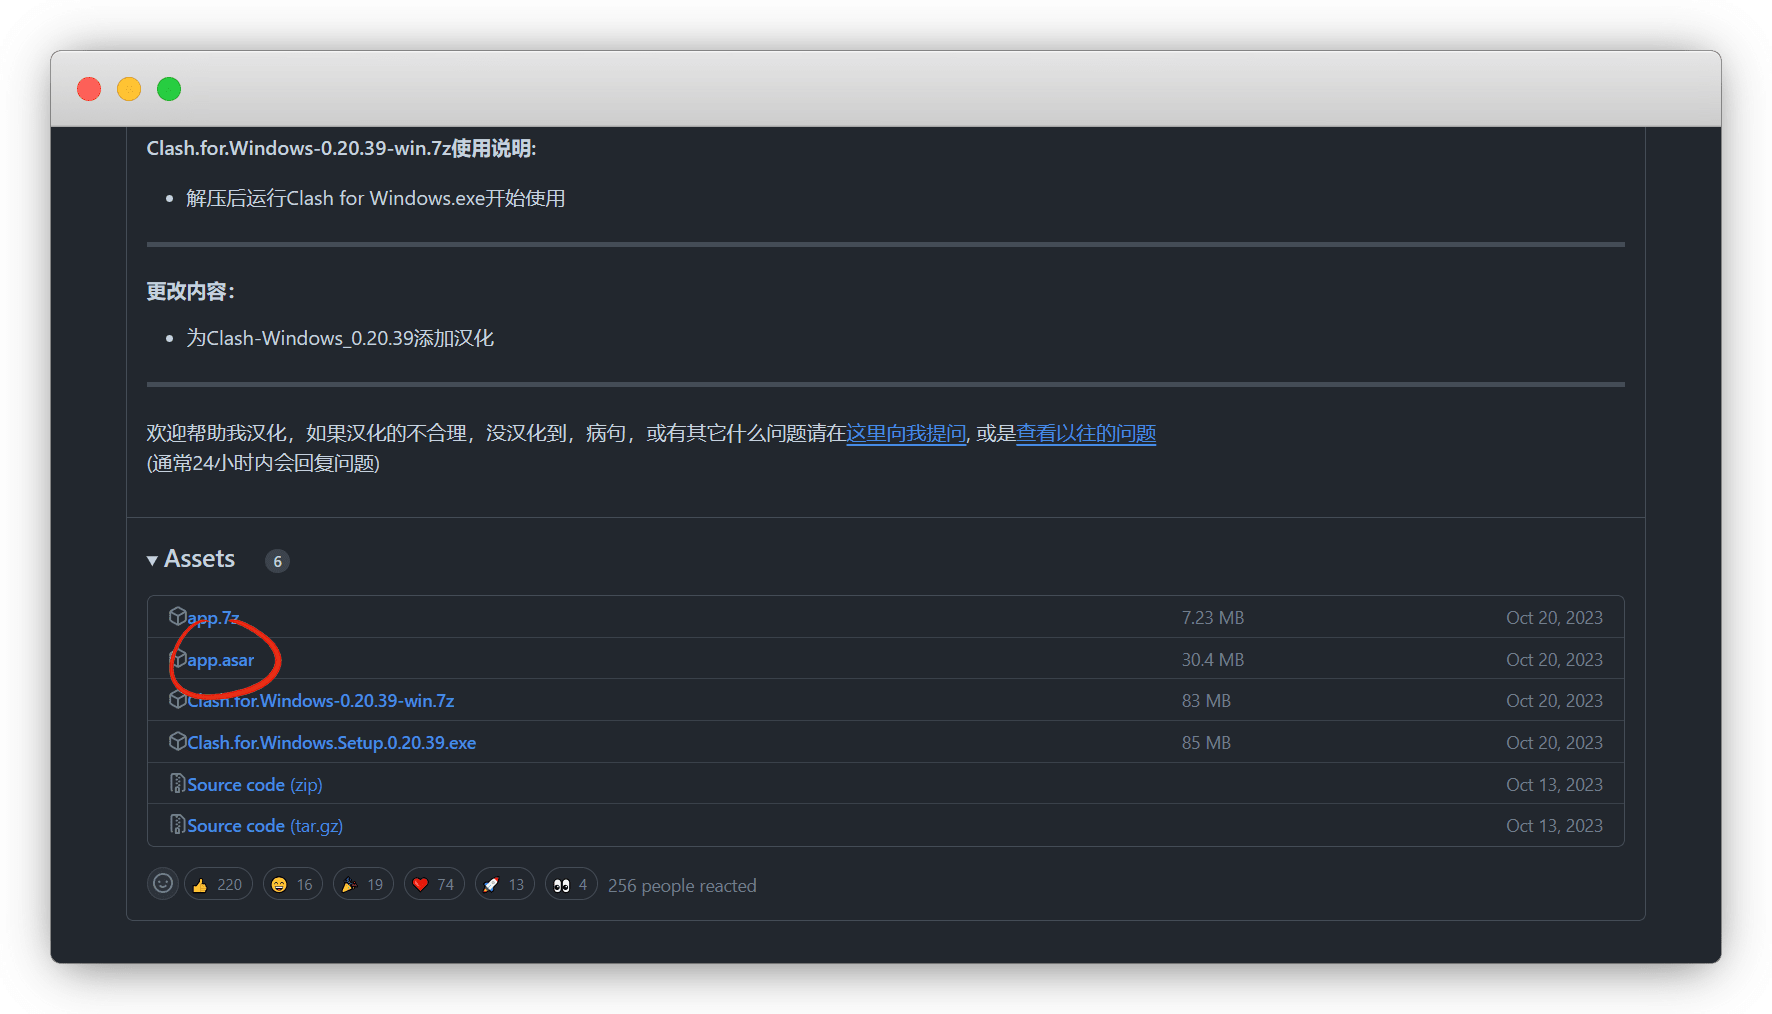 Clash.for.Windows-0.20.39-win.7z使用说明:
解压后运行Clash for Windows.exe开始使用
更改内容：
为Clash-Windows_0.20.39添加汉化
欢迎帮助我汉化，如果汉化的不合理，没汉化到，病句，或有其它什么问题请在这里向我提问, 或是查看以往的问题
(通常24小时内会回复问题)
Assets 6
app.7z 7.23 MB Oct 20, 2023
app.asar 30.4 MB Oct 20, 2023
Clash.for.Windows-0.20.39-win.7z 83 MB Oct 20, 2023
Clash.for.Windows.Setup.0.20.39.exe 85 MB Oct 20, 2023
Source code (zip) Oct 13, 2023
Source code (tar.gz) Oct 13, 2023
220 16 19 74 13 4 256 people reacted